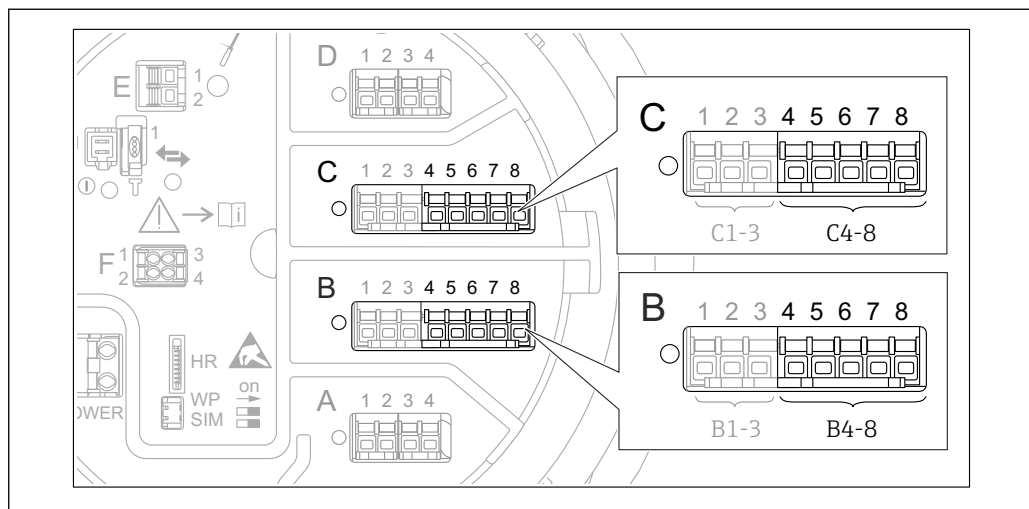 D 1 2 3 4
E 1
2
1
C 1 2 3 4 5 6 7 8
i
F 1 3
2 4
B 1 2 3 4 5 6 7 8
HR
WP on
SIM
OWER
A 1 2 3 4
C 1 2 3 4 5 6 7 8
C1-3 C4-8
B 1 2 3 4 5 6 7 8
B1-3 B4-8